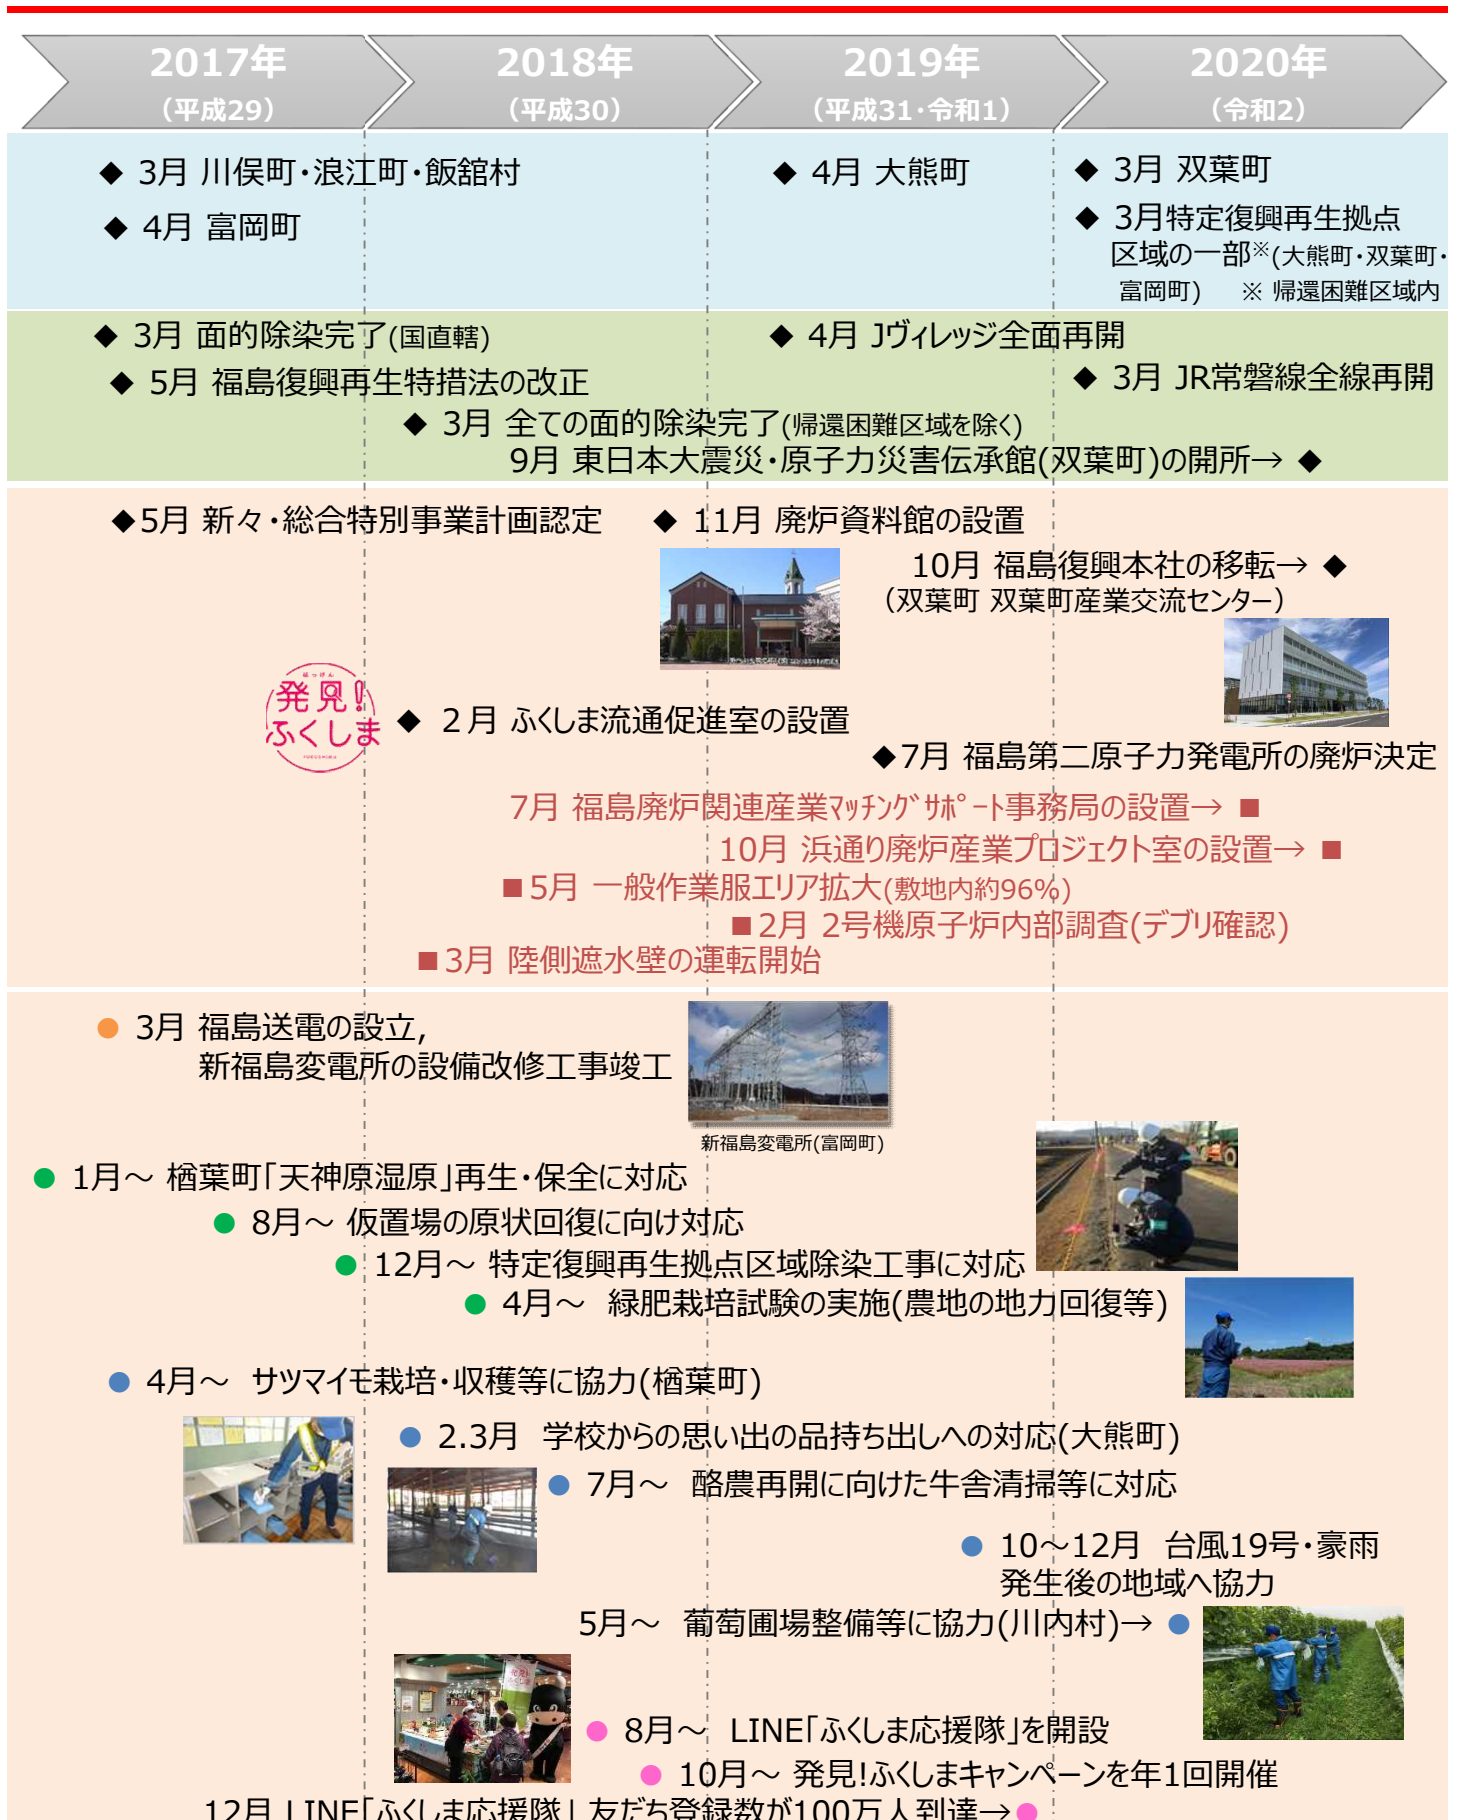 2017年
(平成29)
2018年
(平成30)
2019年
(平成31・令和1)
2020年
(令和2)
◆ 3月 川俣町・浪江町・飯舘村
◆ 4月 富岡町
◆ 4月 大熊町
◆ 3月 双葉町
◆ 3月特定復興再生拠点
区域の一部※(大熊町・双葉町・
富岡町) ※ 帰還困難区域内
◆ 3月 面的除染完了(国直轄)
◆ 4月 Jヴィレッジ全面再開
◆ 5月 福島復興再生特措法の改正
◆ 3月 JR常磐線全線再開
◆ 3月 全ての面的除染完了(帰還困難区域を除く)
9月 東日本大震災・原子力災害伝承館(双葉町)の開所→ ◆
◆5月 新々・総合特別事業計画認定
◆ 11月 廃炉資料館の設置
10月 福島復興本社の移転→ ◆
(双葉町 双葉町産業交流センター)
はっけん
発見!
ふくしま
◆ 2月 ふくしま流通促進室の設置
◆7月 福島第二原子力発電所の廃炉決定
7月 福島廃炉関連産業ﾏｯﾁﾝｸﾞｻﾎﾟｰﾄ事務局の設置→ ■
10月 浜通り廃炉産業プロジェクト室の設置→ ■
■5月 一般作業服エリア拡大(敷地内約96%)
■2月 2号機原子炉内部調査(デブリ確認)
■3月 陸側遮水壁の運転開始
● 3月 福島送電の設立,
新福島変電所の設備改修工事竣工
新福島変電所(富岡町)
● 1月～ 楢葉町「天神原湿原」再生・保全に対応
● 8月～ 仮置場の原状回復に向け対応
● 12月～ 特定復興再生拠点区域除染工事に対応
● 4月～ 緑肥栽培試験の実施(農地の地力回復等)
● 4月～ サツマイモ栽培・収穫等に協力(楢葉町)
● 2.3月 学校からの思い出の品持ち出しへの対応(大熊町)
● 7月～ 酪農再開に向けた牛舎清掃等に対応
● 10～12月 台風19号・豪雨
発生後の地域へ協力
5月～ 葡萄圃場整備等に協力(川内村)→ ●
発見!
ふくしま
● 8月～ LINE「ふくしま応援隊」を開設
● 10月～ 発見!ふくしまキャンペーンを年1回開催
12月 LINE「ふくしま応援隊」友だち登録数が100万人到達→●